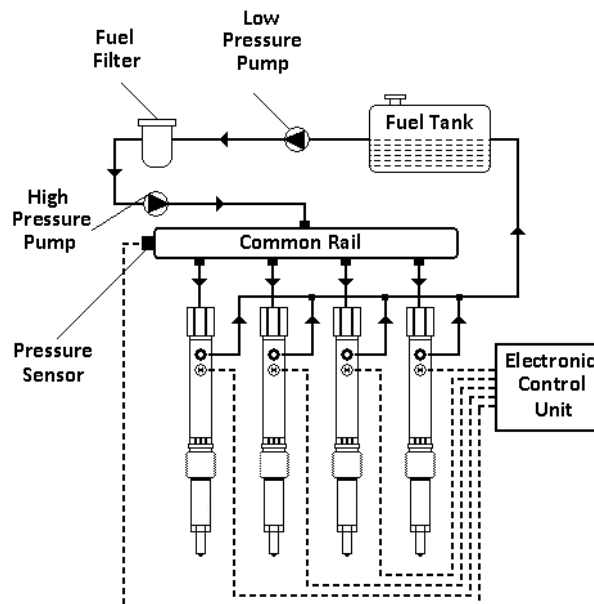 Low
Pressure
Pump
Fuel
Filter
Fuel Tank
High
Pressure
Pump
Common Rail
Pressure
Sensor
Electronic
Control
Unit